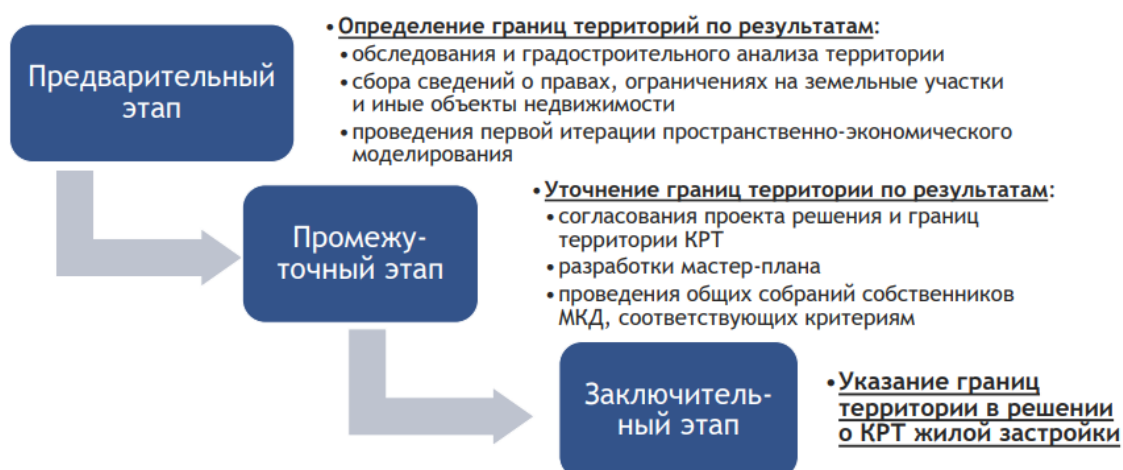 Предварительный
этап
• Определение границ территорий по результатам:
• обследования и градостроительного анализа территории
• сбора сведений о правах, ограничениях на земельные участки
и иные объекты недвижимости
• проведения первой итерации пространственно-экономического
моделирования
Промежу-
точный этап
• Уточнение границ территории по результатам:
• согласования проекта решения и границ
территории КРТ
• разработки мастер-плана
• проведения общих собраний собственников
МКД, соответствующих критериям
Заключитель-
ный этап
• Указание границ
территории в решении
о КРТ жилой застройки